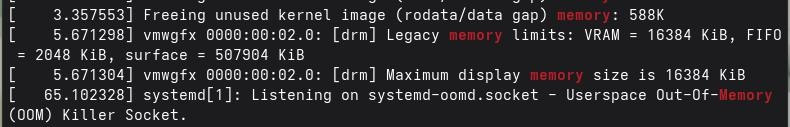 [    3.357553] Freeing unused kernel image (rodata/data gap) memory: 588K
[    5.671298] vmwgfx 0000:00:02.0: [drm] Legacy memory limits: VRAM = 16384 KiB, FIFO
 = 2048 KiB, surface = 507904 KiB
[    5.671304] vmwgfx 0000:00:02.0: [drm] Maximum display memory size is 16384 KiB
[   65.102328] systemd[1]: Listening on systemd-oomd.socket - Userspace Out-Of-Memory
(OOM) Killer Socket.